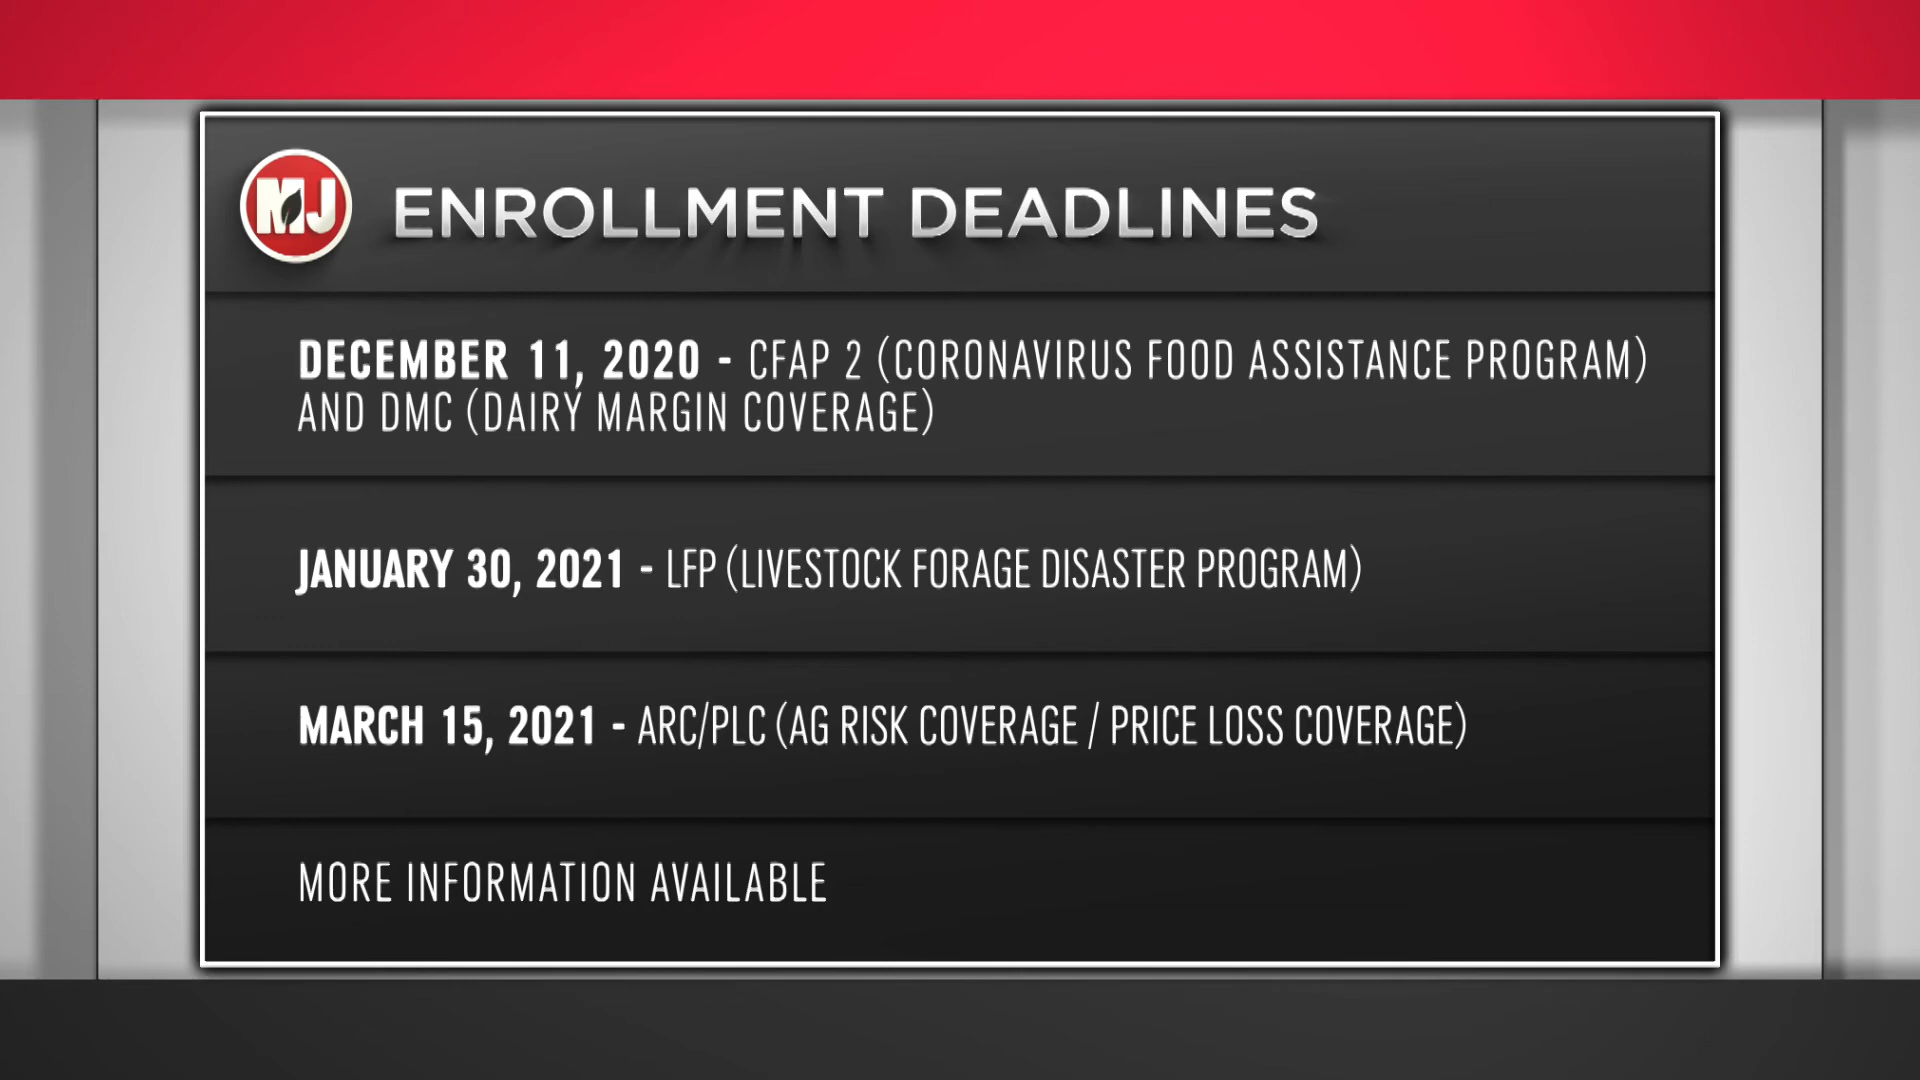 MJ
ENROLLMENT DEADLINES
DECEMBER 11, 2020 - CFAP 2 (CORONAVIRUS FOOD ASSISTANCE PROGRAM)
AND DMC (DAIRY MARGIN COVERAGE)
JANUARY 30, 2021 - LFP (LIVESTOCK FORAGE DISASTER PROGRAM)
MARCH 15, 2021 - ARC/PLC (AG RISK COVERAGE / PRICE LOSS COVERAGE)
MORE INFORMATION AVAILABLE